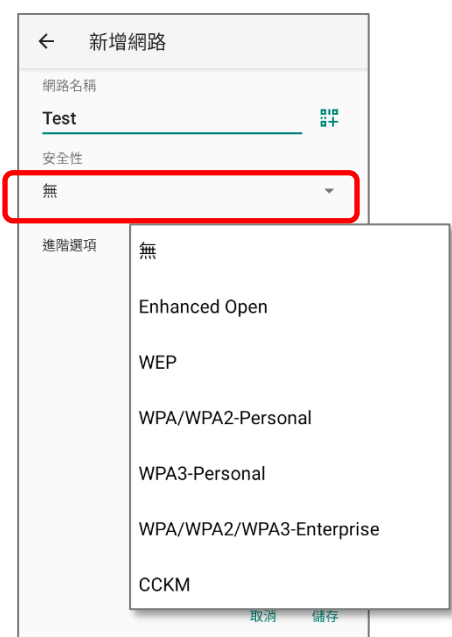 新增網路
網路名稱
Test
安全性
無
進階選項
無
Enhanced Open
WEP
WPA/WPA2-Personal
WPA3-Personal
WPA/WPA2/WPA3-Enterprise
CCKM
取消 儲存